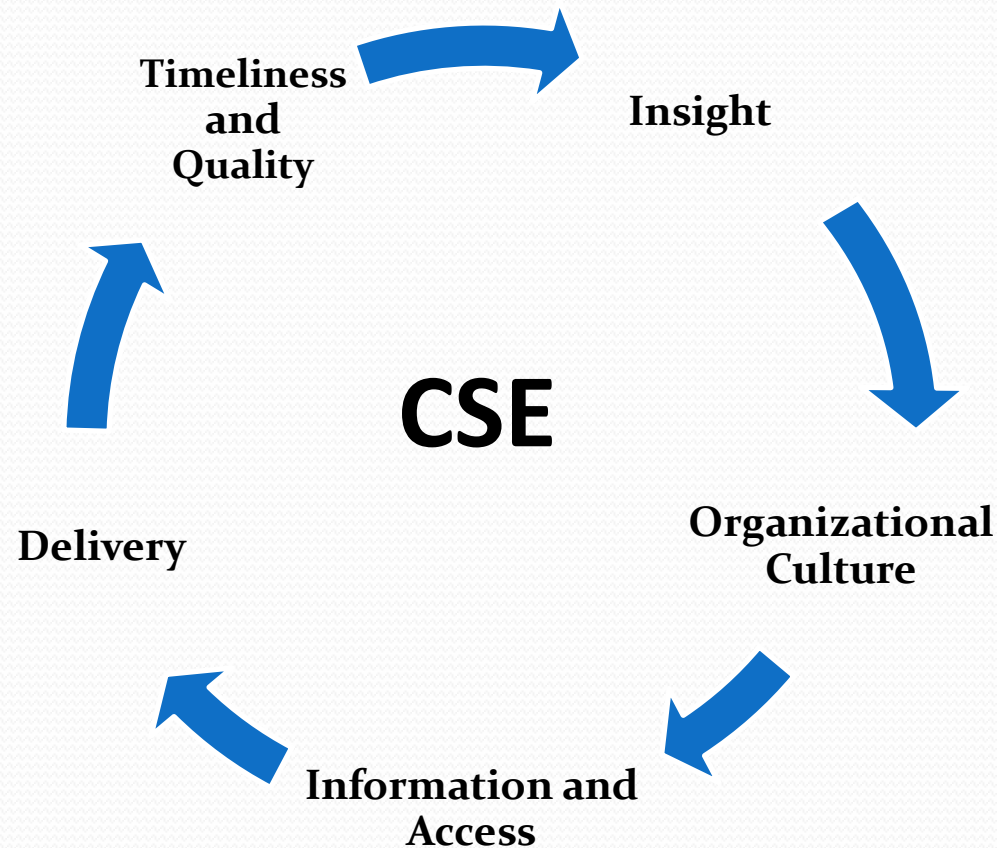 Timeliness
and
Quality
Insight
CSE
Organizational
Culture
Delivery
Information and
Access